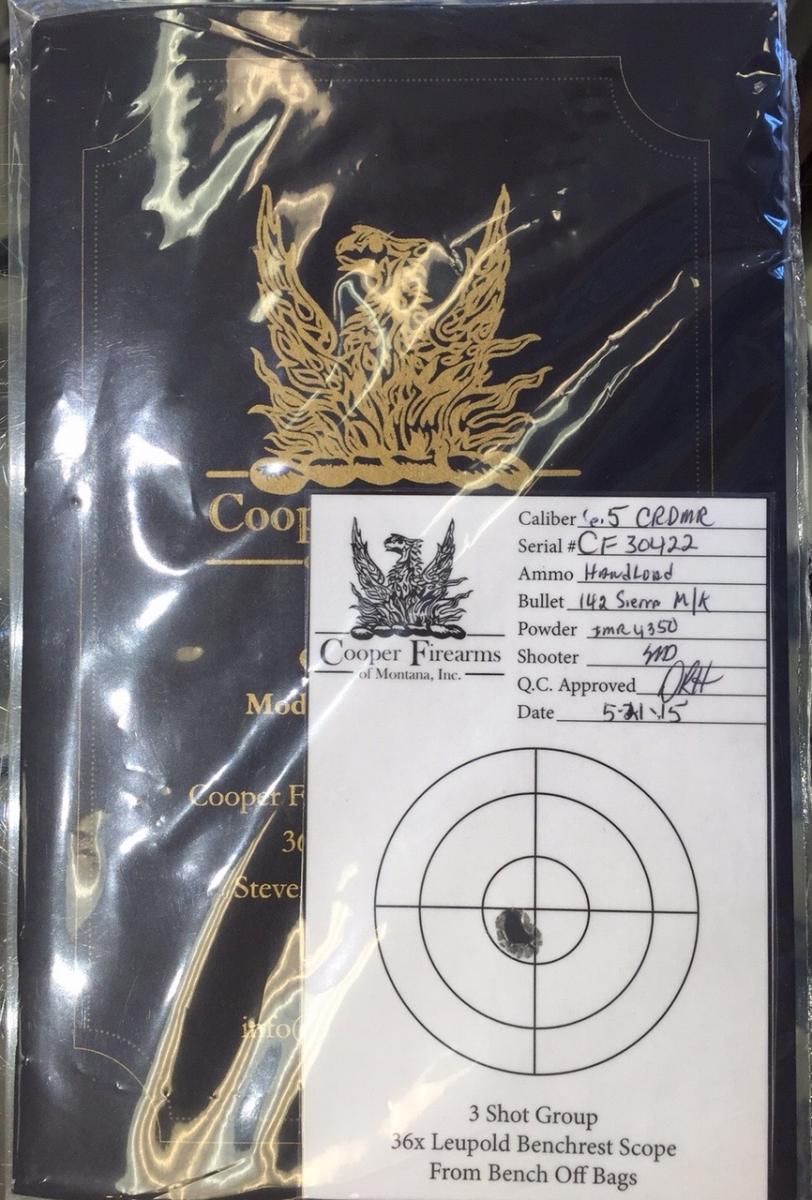 Coop
Mod
Cooper F
36
Steve
info@
Cooper Firearms
of Montana, Inc.
Caliber 6.5 CRDMR
Serial # CF 30422
Ammo HandLoad
Bullet 142 Sierra M/K
Powder IMR 4350
Shooter
Q.C. Approved
Date 5-21-15
3 Shot Group
36x Leupold Benchrest Scope
From Bench Off Bags